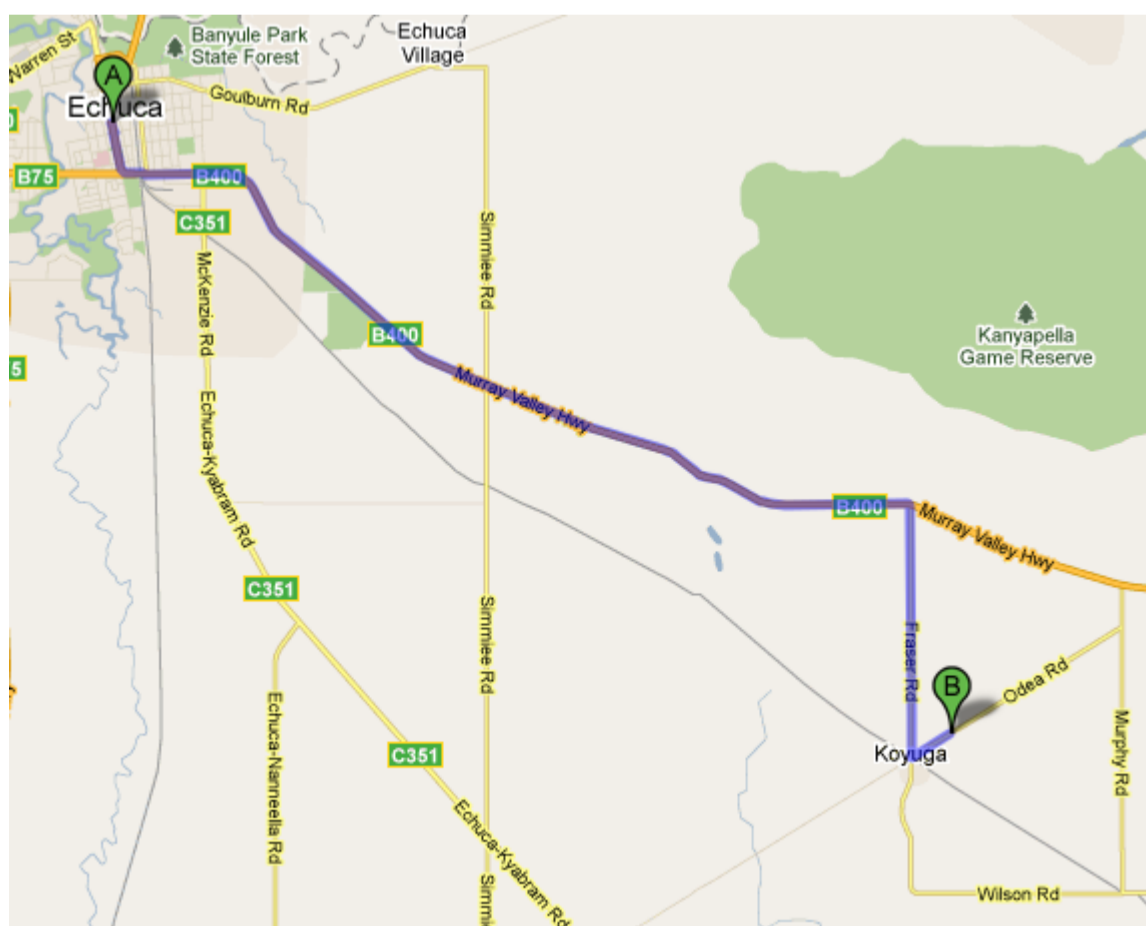 Warren St
Banyule Park
State Forest
Echuca
Village
A
Echuca
Goulburn Rd
B75
B400
C351
Simmiee Rd
McKenzie Rd
B400
Kanyapella
Game Reserve
5
Murray Valley Hwy
Echuca-Kyabram Rd
B400
Murray Valley Hwy
C351
Simmiee Rd
Fraser Rd
B
Odea Rd
Echuca-Nanneella Rd
C351
Koyuga
Murphy Rd
Echuca-Kyabram Rd
Simmi
Wilson Rd